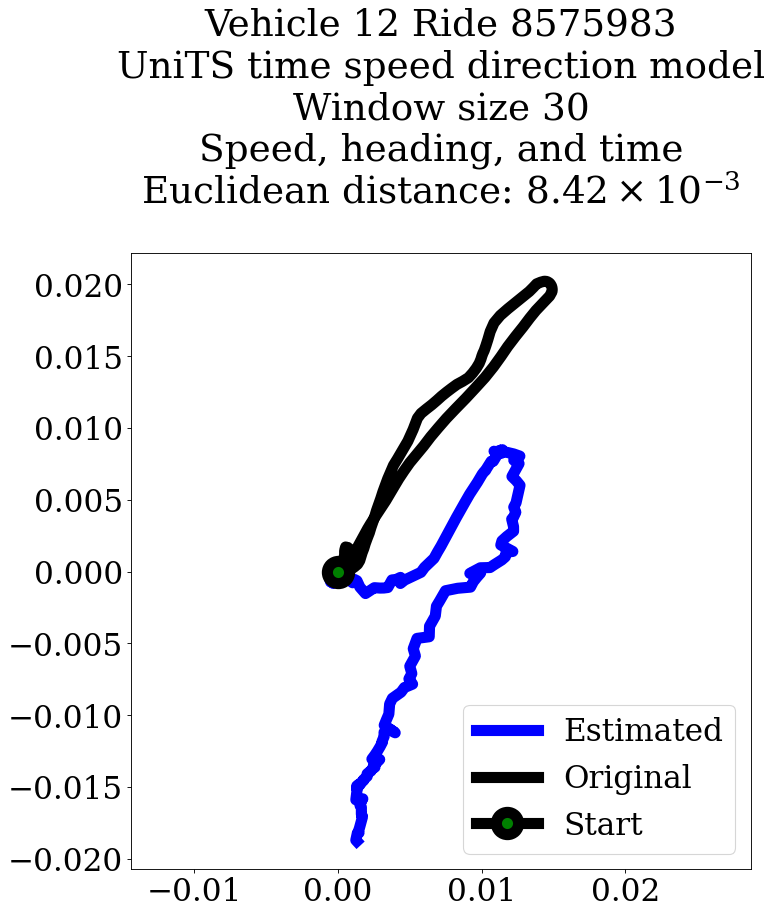 Vehicle 12 Ride 8575983
UniTS time speed direction model
Window size 30
Speed, heading, and time
Euclidean distance: 8.42 × 10⁻³
0.020
0.015
0.010
0.005
0.000
−0.005
−0.010
−0.015
−0.020
Estimated
Original
Start
−0.01 0.00 0.01 0.02